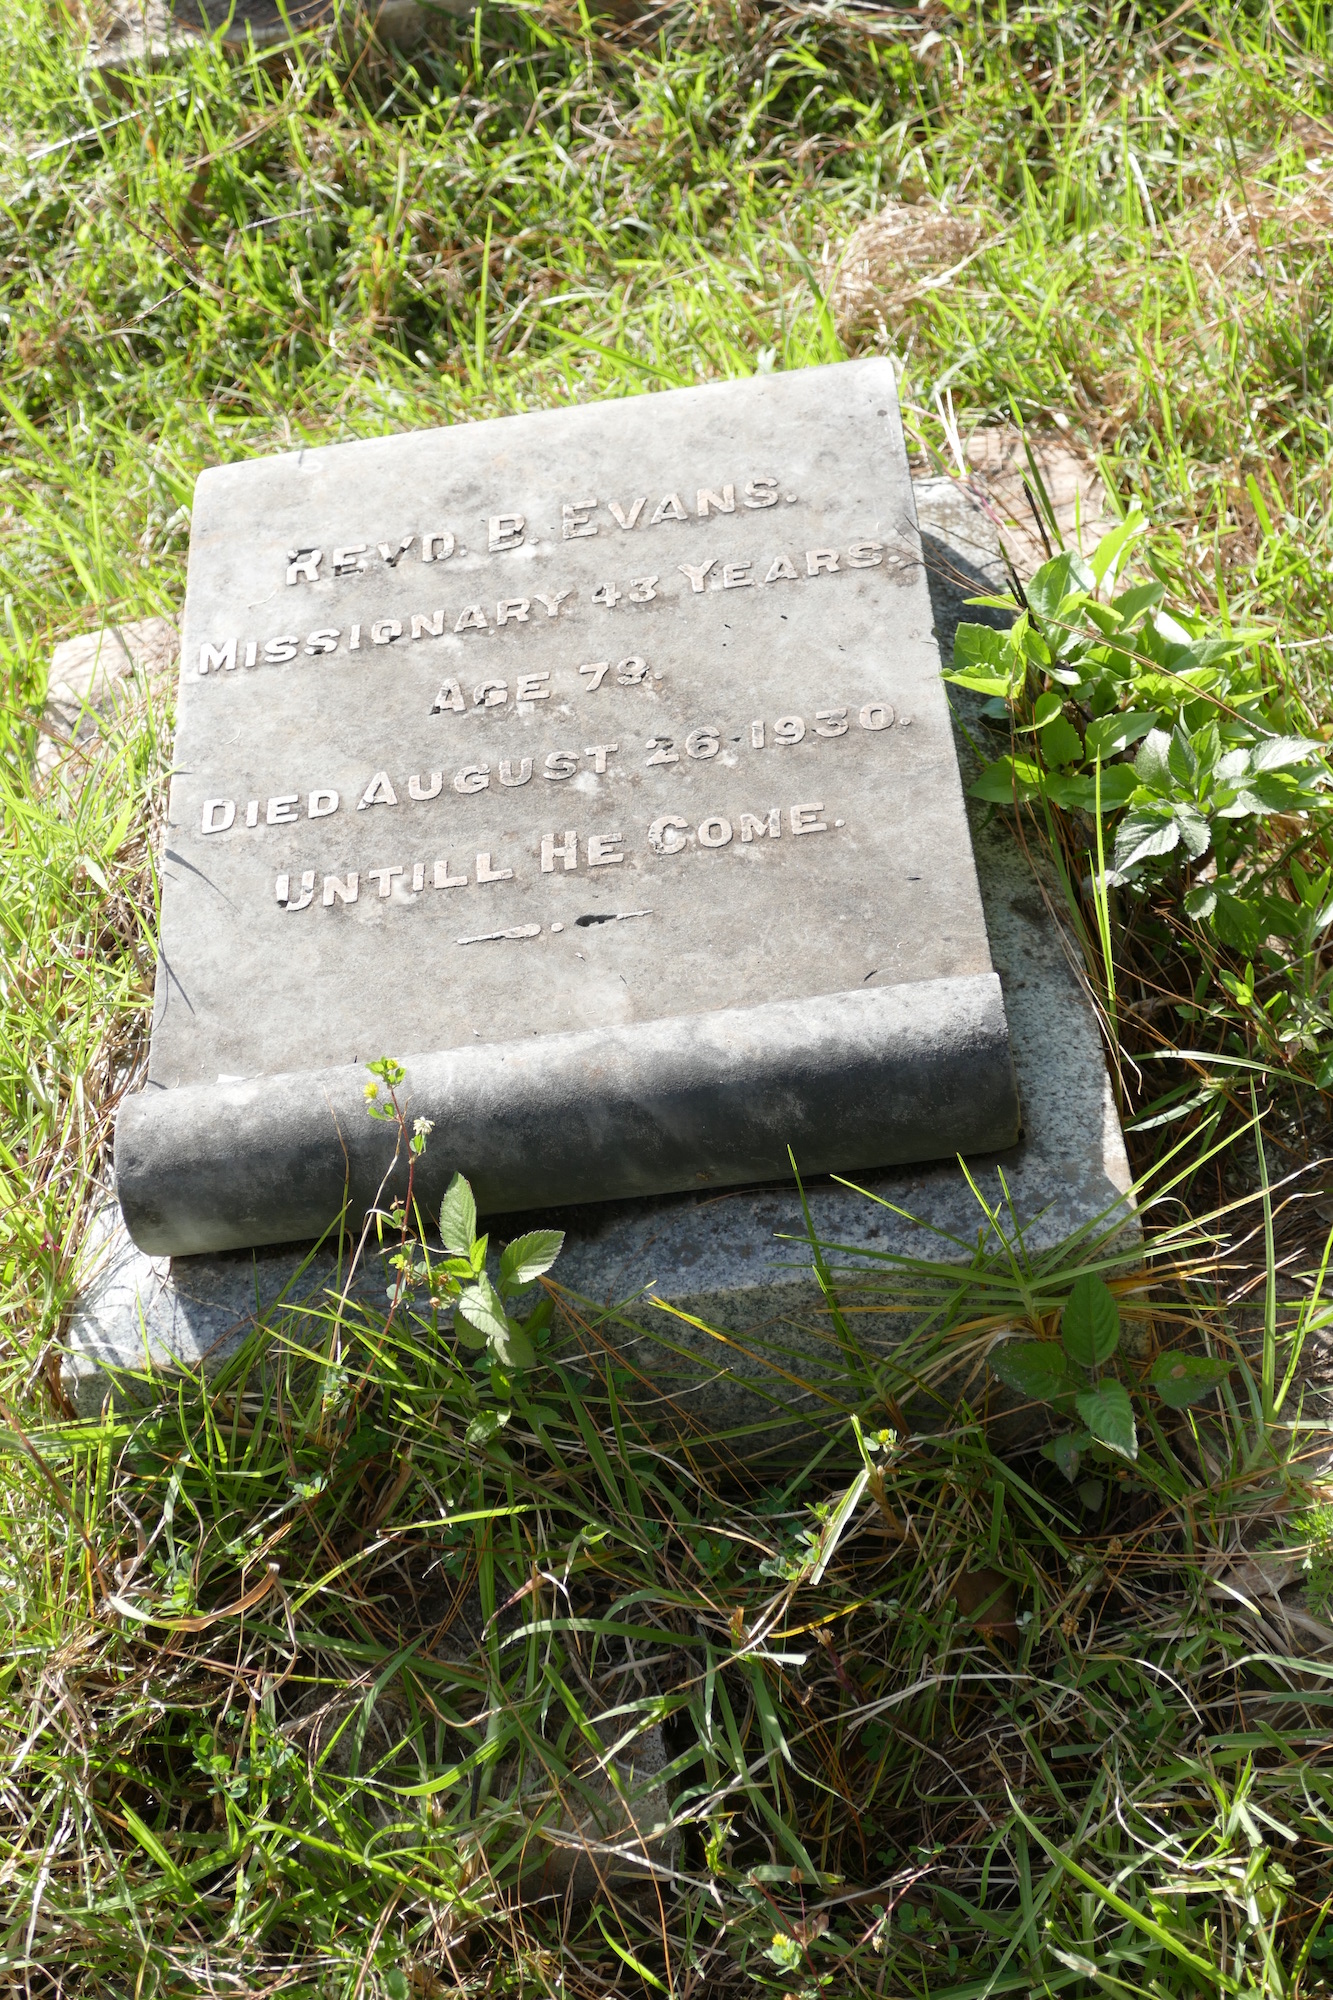 REVD. B. EVANS.
MISSIONARY 43 YEARS.
AGE 79.
DIED AUGUST 26, 1930.
UNTILL HE COME.